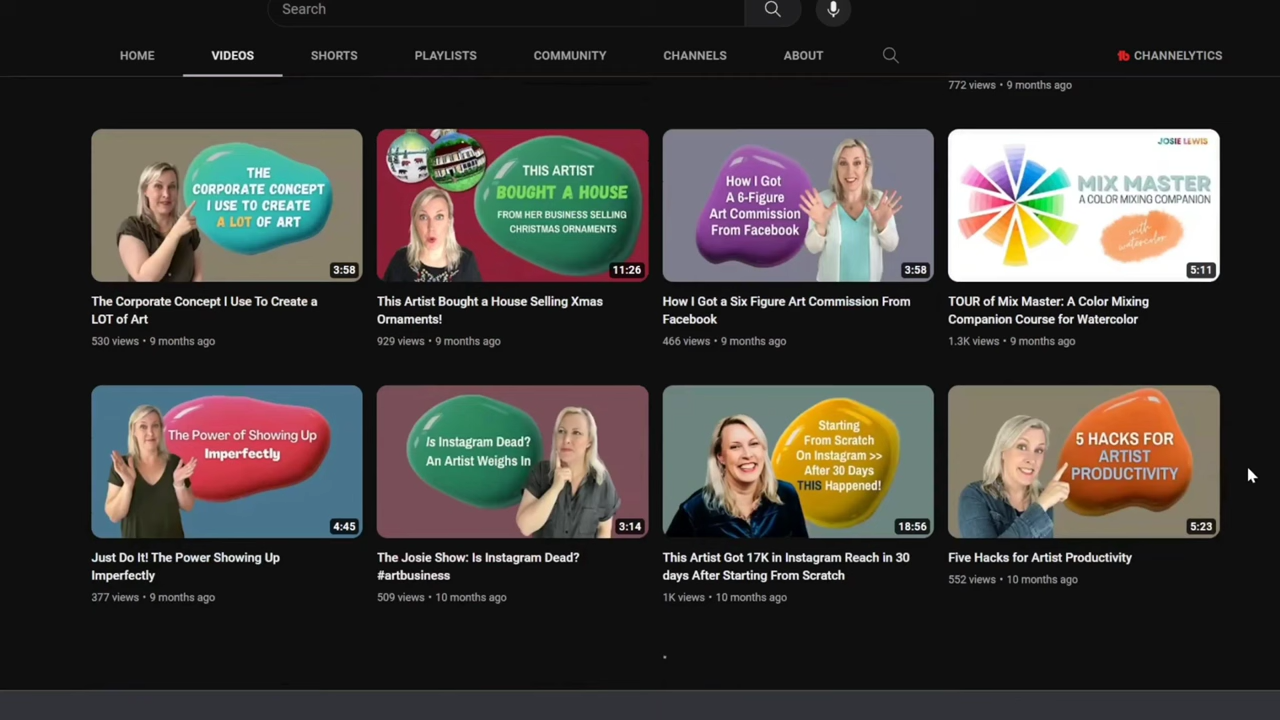 Search
HOME
VIDEOS
SHORTS
PLAYLISTS
COMMUNITY
CHANNELS
ABOUT
CHANNELYTICS
772 views • 9 months ago
THE
CORPORATE CONCEPT
I USE TO CREATE
A LOT OF ART
3:58
The Corporate Concept I Use To Create a
LOT of Art
530 views • 9 months ago
THIS ARTIST
BOUGHT A HOUSE
FROM HER BUSINESS SELLING
CHRISTMAS ORNAMENTS
11:26
This Artist Bought a House Selling Xmas
Ornaments!
929 views • 9 months ago
How I Got
A 6-Figure
Art Commission
From Facebook
3:58
How I Got a Six Figure Art Commission From
Facebook
466 views • 9 months ago
JOSIE LEWIS
MIX MASTER
A COLOR MIXING COMPANION
with
watercolor
5:11
TOUR of Mix Master: A Color Mixing
Companion Course for Watercolor
1.3K views • 9 months ago
The Power of Showing Up
Imperfectly
4:45
Just Do It! The Power Showing Up
Imperfectly
377 views • 9 months ago
Is Instagram Dead?
An Artist Weighs In
3:14
The Josie Show: Is Instagram Dead?
#artbusiness
509 views • 10 months ago
Starting
From Scratch
On Instagram >>
After 30 Days
THIS Happened!
18:56
This Artist Got 17K in Instagram Reach in 30
days After Starting From Scratch
1K views • 10 months ago
5 HACKS FOR
ARTIST
PRODUCTIVITY
5:23
Five Hacks for Artist Productivity
552 views • 10 months ago